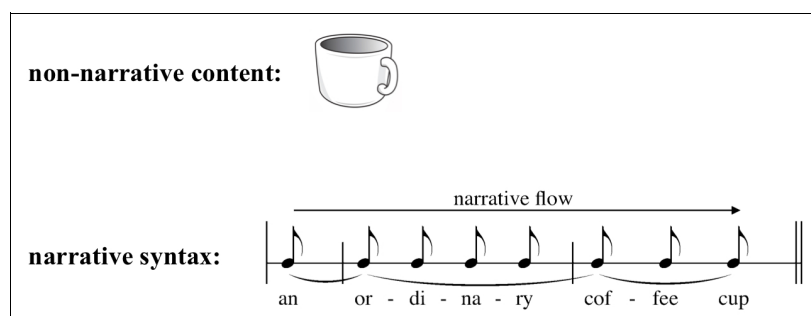 non-narrative content:
narrative flow
narrative syntax:
an or - di - na - ry cof - fee cup